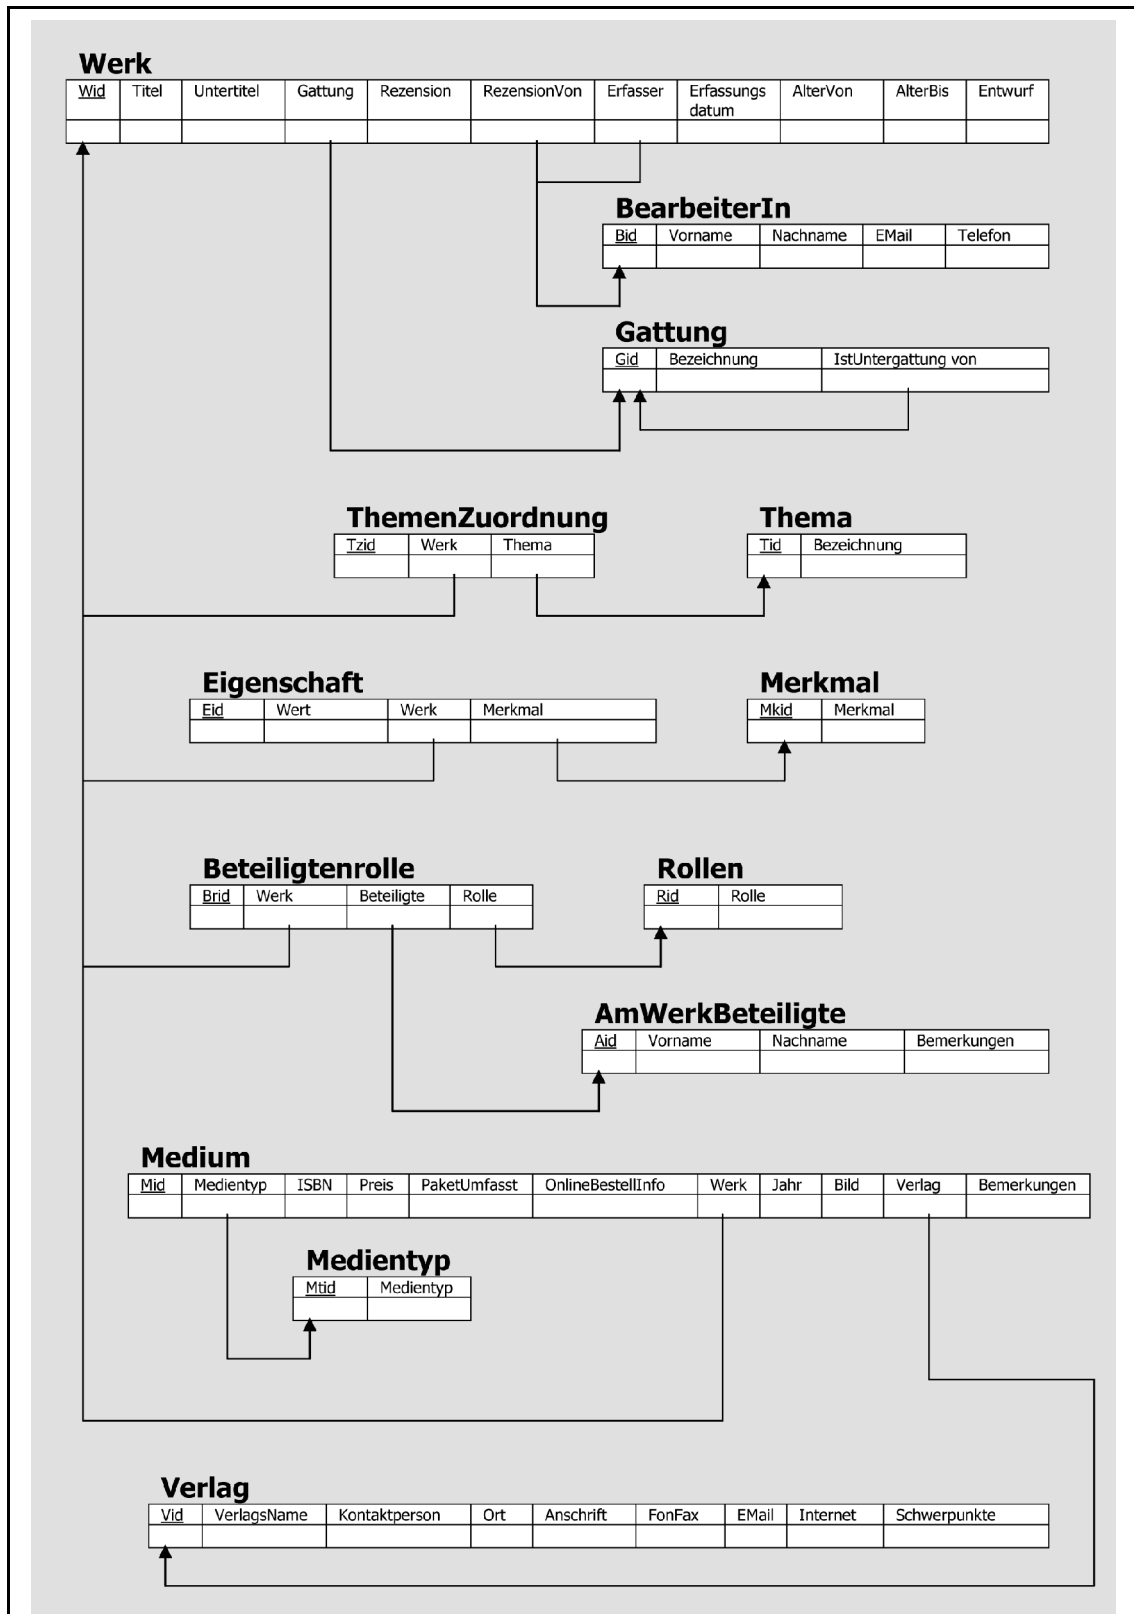 Werk
Wid Titel Untertitel Gattung Rezension RezensionVon Erfasser Erfassungs AlterVon AlterBis Entwurf
datum
BearbeiterIn
Bid Vorname Nachname EMail Telefon
Gattung
Gid Bezeichnung IstUntergattung von
ThemenZuordnung Thema
Tzid Werk Thema Tid Bezeichnung
Eigenschaft Merkmal
Eid Wert Werk Merkmal Mkid Merkmal
Beteiligtenrolle Rollen
Brid Werk Beteiligte Rolle Rid Rolle
AmWerkBeteiligte
Aid Vorname Nachname Bemerkungen
Medium
Mid Medientyp ISBN Preis PaketUmfasst OnlineBestellInfo Werk Jahr Bild Verlag Bemerkungen
Medientyp
Mtid Medientyp
Verlag
Vid VerlagsName Kontaktperson Ort Anschrift FonFax EMail Internet Schwerpunkte